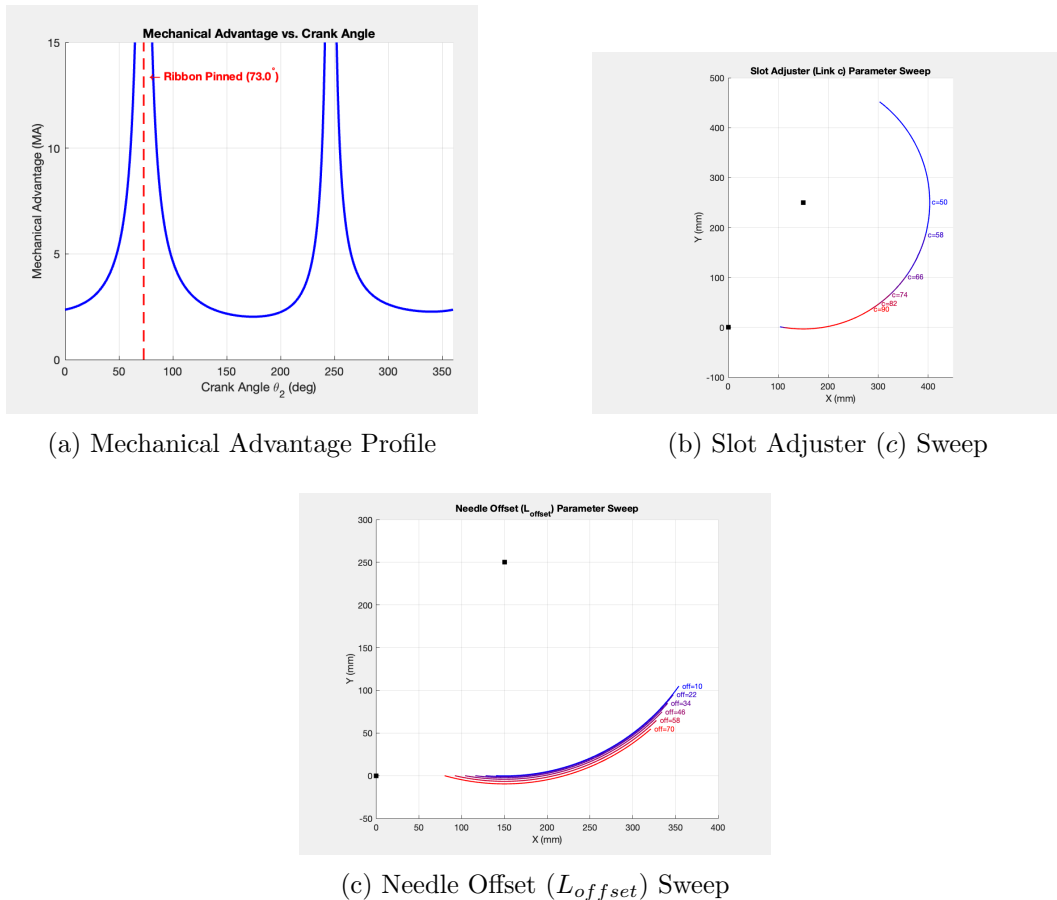 Mechanical Advantage vs. Crank Angle
15
10
5
0
Mechanical Advantage (MA)
← Ribbon Pinned (73.0°)
0 50 100 150 200 250 300 350
Crank Angle θ₂ (deg)
(a) Mechanical Advantage Profile
Slot Adjuster (Link c) Parameter Sweep
500
400
300
200
100
0
-100
Y (mm)
c=50
c=58
c=66
c=74
c=82
c=90
0 100 200 300 400
X (mm)
(b) Slot Adjuster (c) Sweep
Needle Offset (L_offset) Parameter Sweep
300
250
200
150
100
50
0
-50
Y (mm)
off=10
off=22
off=34
off=46
off=58
off=70
0 50 100 150 200 250 300 350 400
X (mm)
(c) Needle Offset (L_offset) Sweep